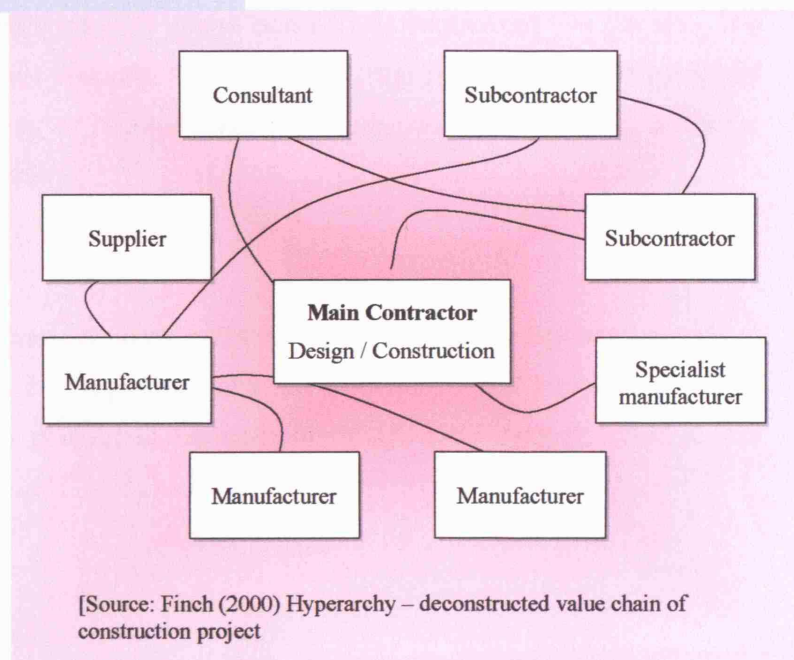 Consultant
Subcontractor
Supplier
Subcontractor
Main Contractor
Design / Construction
Manufacturer
Specialist
manufacturer
Manufacturer
Manufacturer
[Source: Finch (2000) Hyperarchy – deconstructed value chain of
construction project